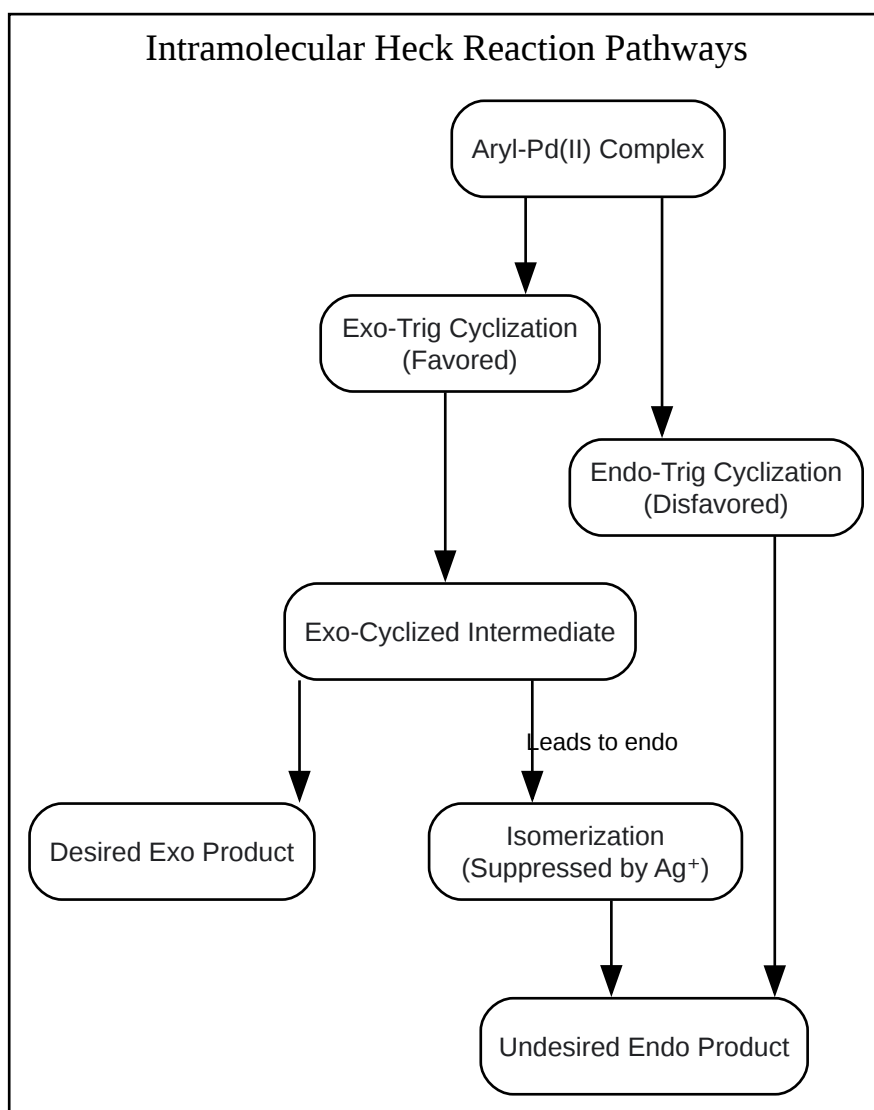 Intramolecular Heck Reaction Pathways
Aryl-Pd(II) Complex
Exo-Trig Cyclization
(Favored)
Endo-Trig Cyclization
(Disfavored)
Exo-Cyclized Intermediate
Leads to endo
Desired Exo Product
Isomerization
(Suppressed by Ag⁺)
Undesired Endo Product